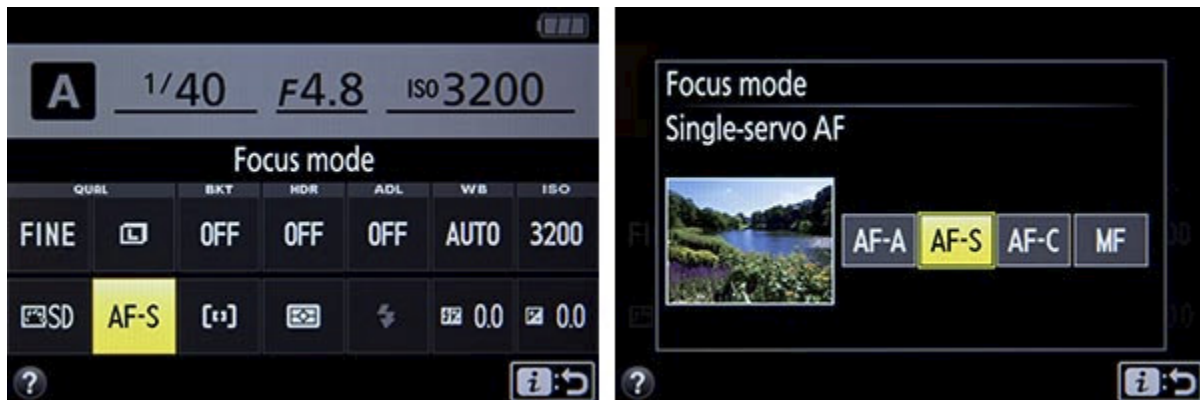 A 1/40 F4.8 ISO 3200
Focus mode
QUAL BKT HDR ADL WB ISO
FINE L OFF OFF OFF AUTO 3200
SD AF-S [ ] 0.0 0.0
? i:
Focus mode
Single-servo AF
AF-A AF-S AF-C MF
? i: